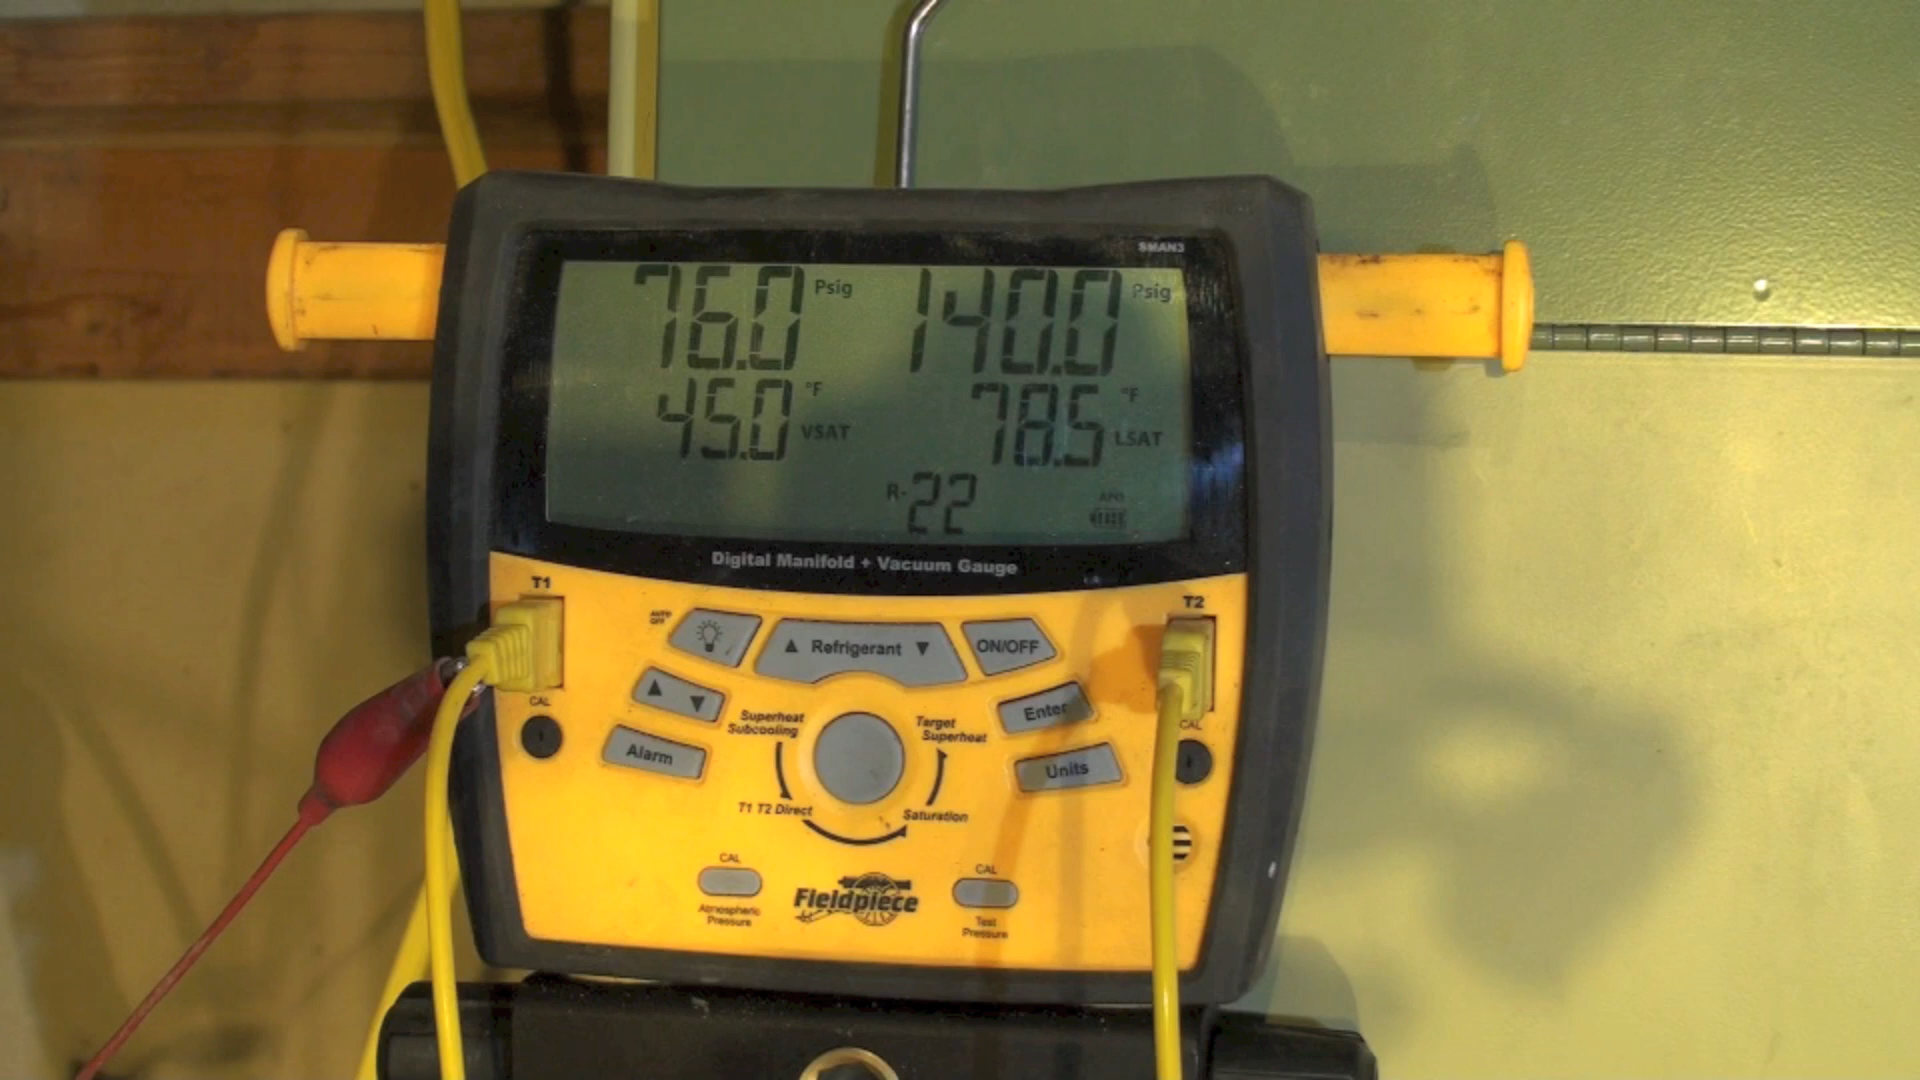 SMAN3
76.0 Psig 140.0 Psig
45.0 °F VSAT 78.5 °F LSAT
R-22 APO
Digital Manifold + Vacuum Gauge
T1
T2
AUTO OFF
▲ Refrigerant ▼
ON/OFF
▲ ▼
Enter
CAL
CAL
Superheat
Subcooling
Target
Superheat
Alarm
Units
T1 T2 Direct
Saturation
CAL
CAL
Fieldpiece
Atmospheric
Pressure
Test
Pressure